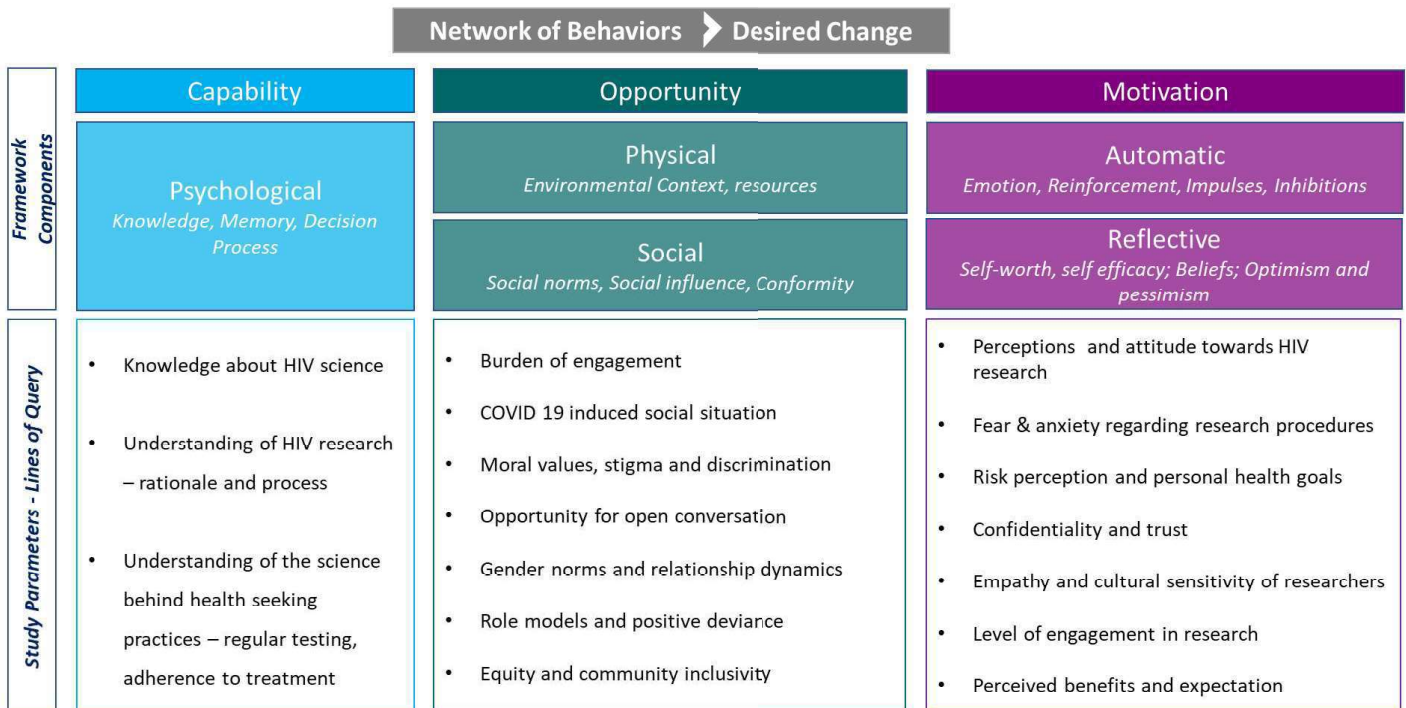 Network of Behaviors Desired Change
Framework
Components
Capability
Psychological
Knowledge, Memory, Decision
Process
Opportunity
Physical
Environmental Context, resources
Social
Social norms, Social influence, Conformity
Motivation
Automatic
Emotion, Reinforcement, Impulses, Inhibitions
Reflective
Self-worth, self efficacy; Beliefs; Optimism and
pessimism
Study Parameters - Lines of Query
• Knowledge about HIV science
• Understanding of HIV research
– rationale and process
• Understanding of the science
behind health seeking
practices – regular testing,
adherence to treatment
• Burden of engagement
• COVID 19 induced social situation
• Moral values, stigma and discrimination
• Opportunity for open conversation
• Gender norms and relationship dynamics
• Role models and positive deviance
• Equity and community inclusivity
• Perceptions and attitude towards HIV
research
• Fear & anxiety regarding research procedures
• Risk perception and personal health goals
• Confidentiality and trust
• Empathy and cultural sensitivity of researchers
• Level of engagement in research
• Perceived benefits and expectation